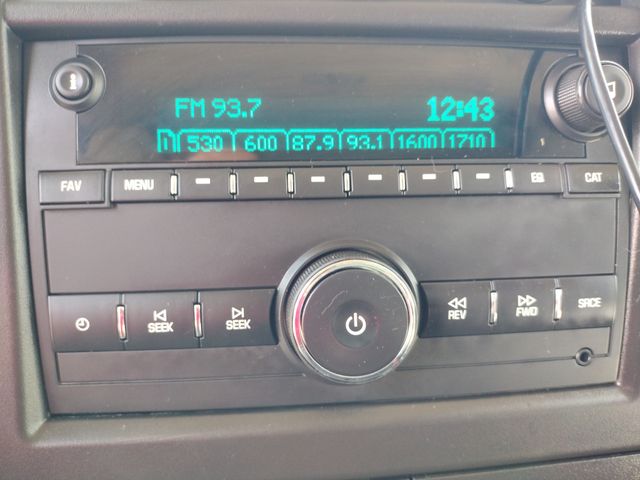 FM 93.7 12:43
1 530 600 87.9 93.1 1600 1710
FAV MENU EQ CAT
SEEK SEEK REV FWD SRCE